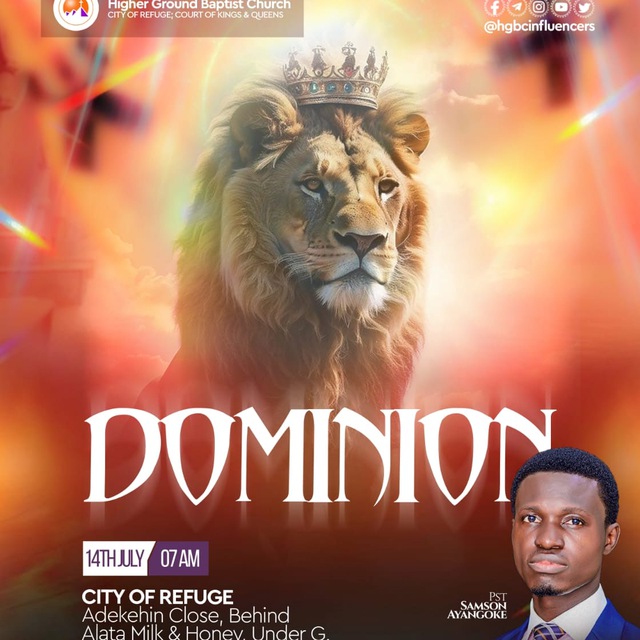 Higher Ground Baptist Church
CITY OF REFUGE; COURT OF KINGS & QUEENS
@hgbcinfluencers
DOMINION
14TH JULY 07 AM
CITY OF REFUGE
Adekehin Close, Behind
Alata Milk & Honey, Under G.
PST
SAMSON
AYANGOKE